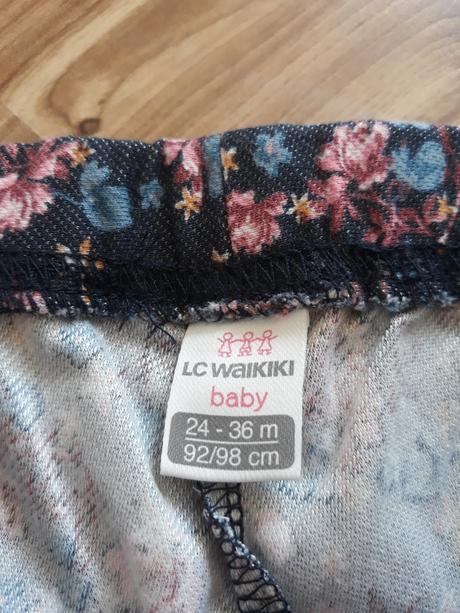 LC WAIKIKI
baby
24 - 36 m
92/98 cm